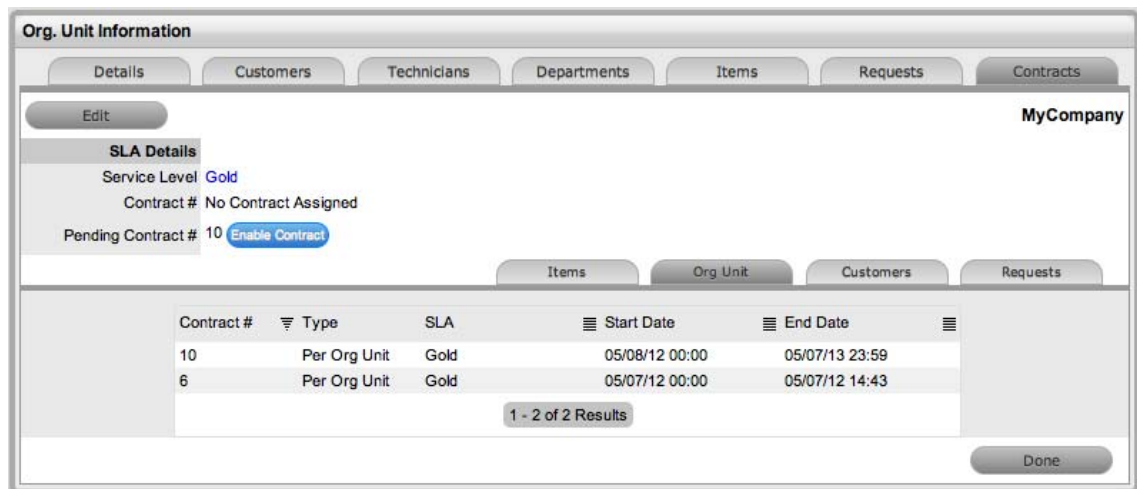 Org. Unit Information
Details Customers Technicians Departments Items Requests Contracts
Edit MyCompany
SLA Details
Service Level Gold
Contract # No Contract Assigned
Pending Contract # 10 Enable Contract
Items Org Unit Customers Requests
Contract # Type SLA Start Date End Date
10 Per Org Unit Gold 05/08/12 00:00 05/07/13 23:59
6 Per Org Unit Gold 05/07/12 00:00 05/07/12 14:43
1 - 2 of 2 Results
Done